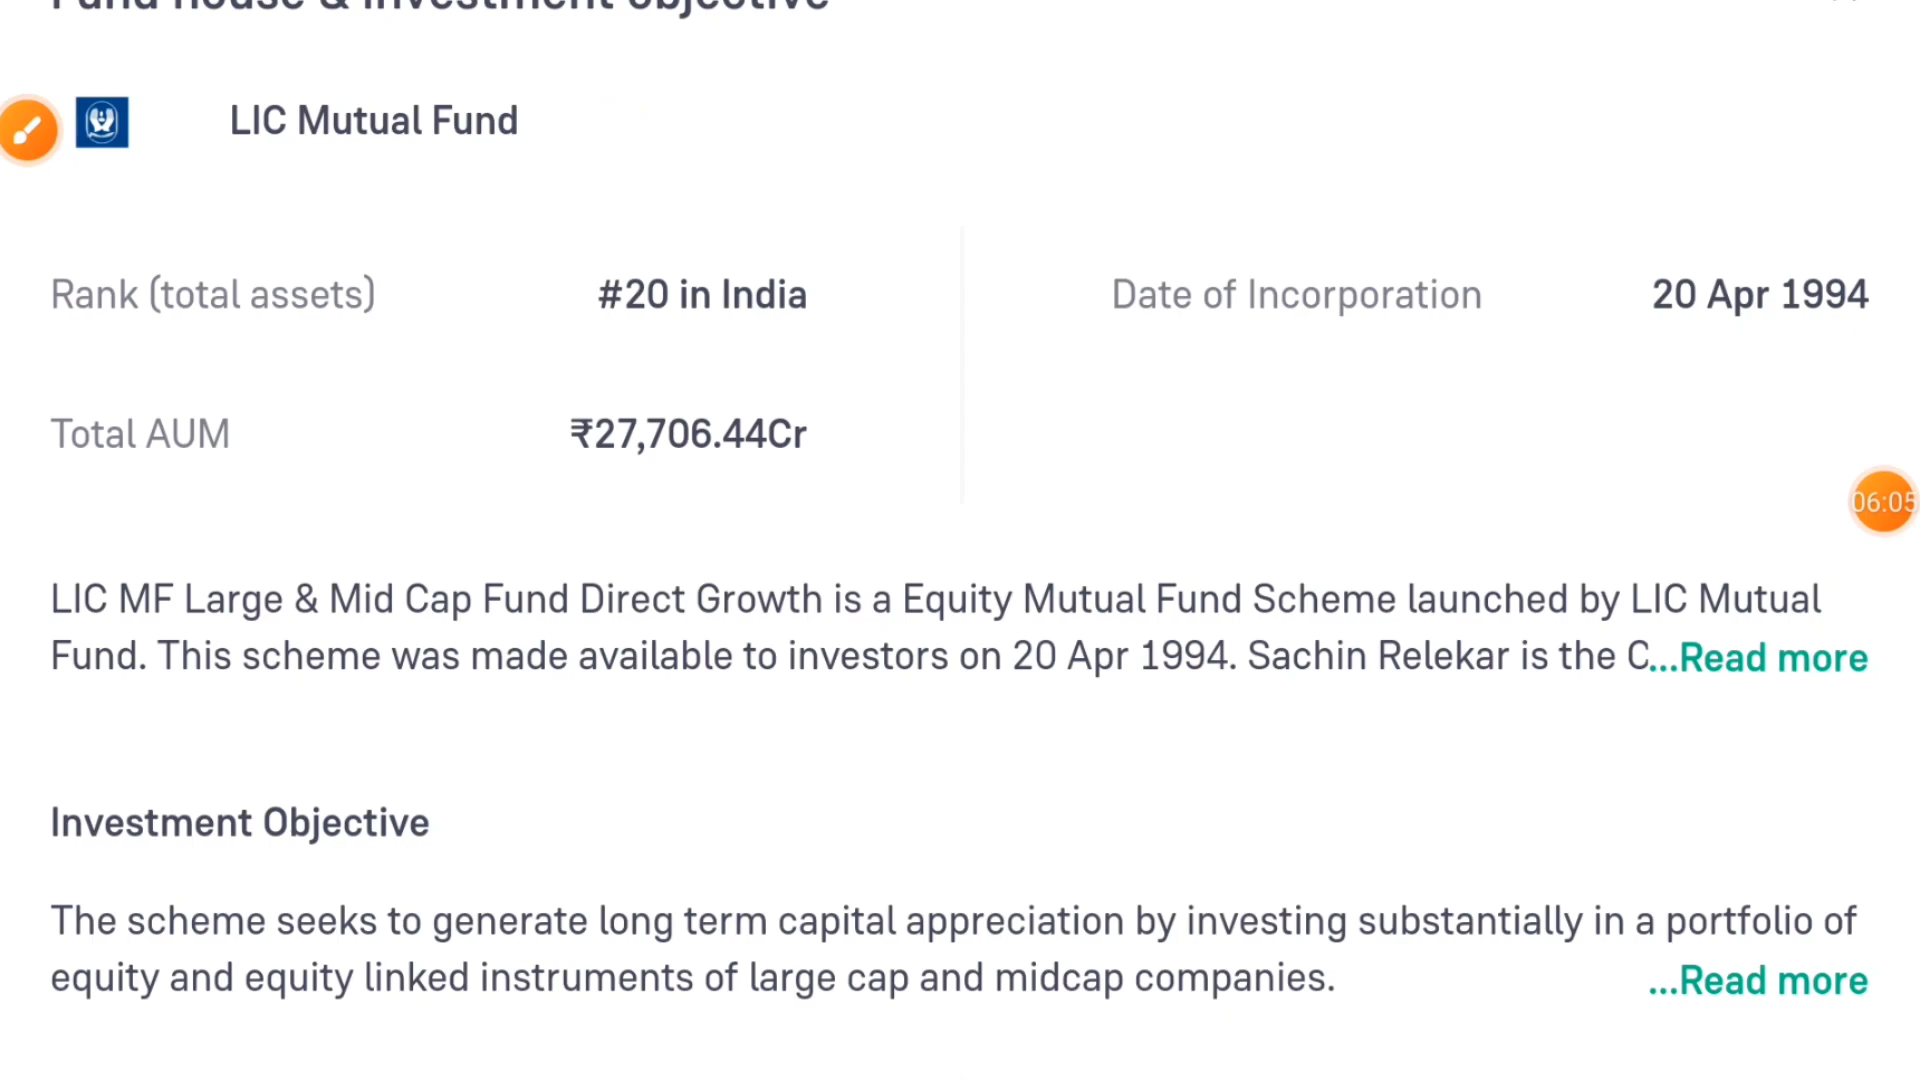 Fund house & investment objective
LIC Mutual Fund
Rank (total assets) #20 in India
Date of Incorporation 20 Apr 1994
Total AUM ₹27,706.44Cr
06:05
LIC MF Large & Mid Cap Fund Direct Growth is a Equity Mutual Fund Scheme launched by LIC Mutual
Fund. This scheme was made available to investors on 20 Apr 1994. Sachin Relekar is the C...Read more
Investment Objective
The scheme seeks to generate long term capital appreciation by investing substantially in a portfolio of
equity and equity linked instruments of large cap and midcap companies. ...Read more